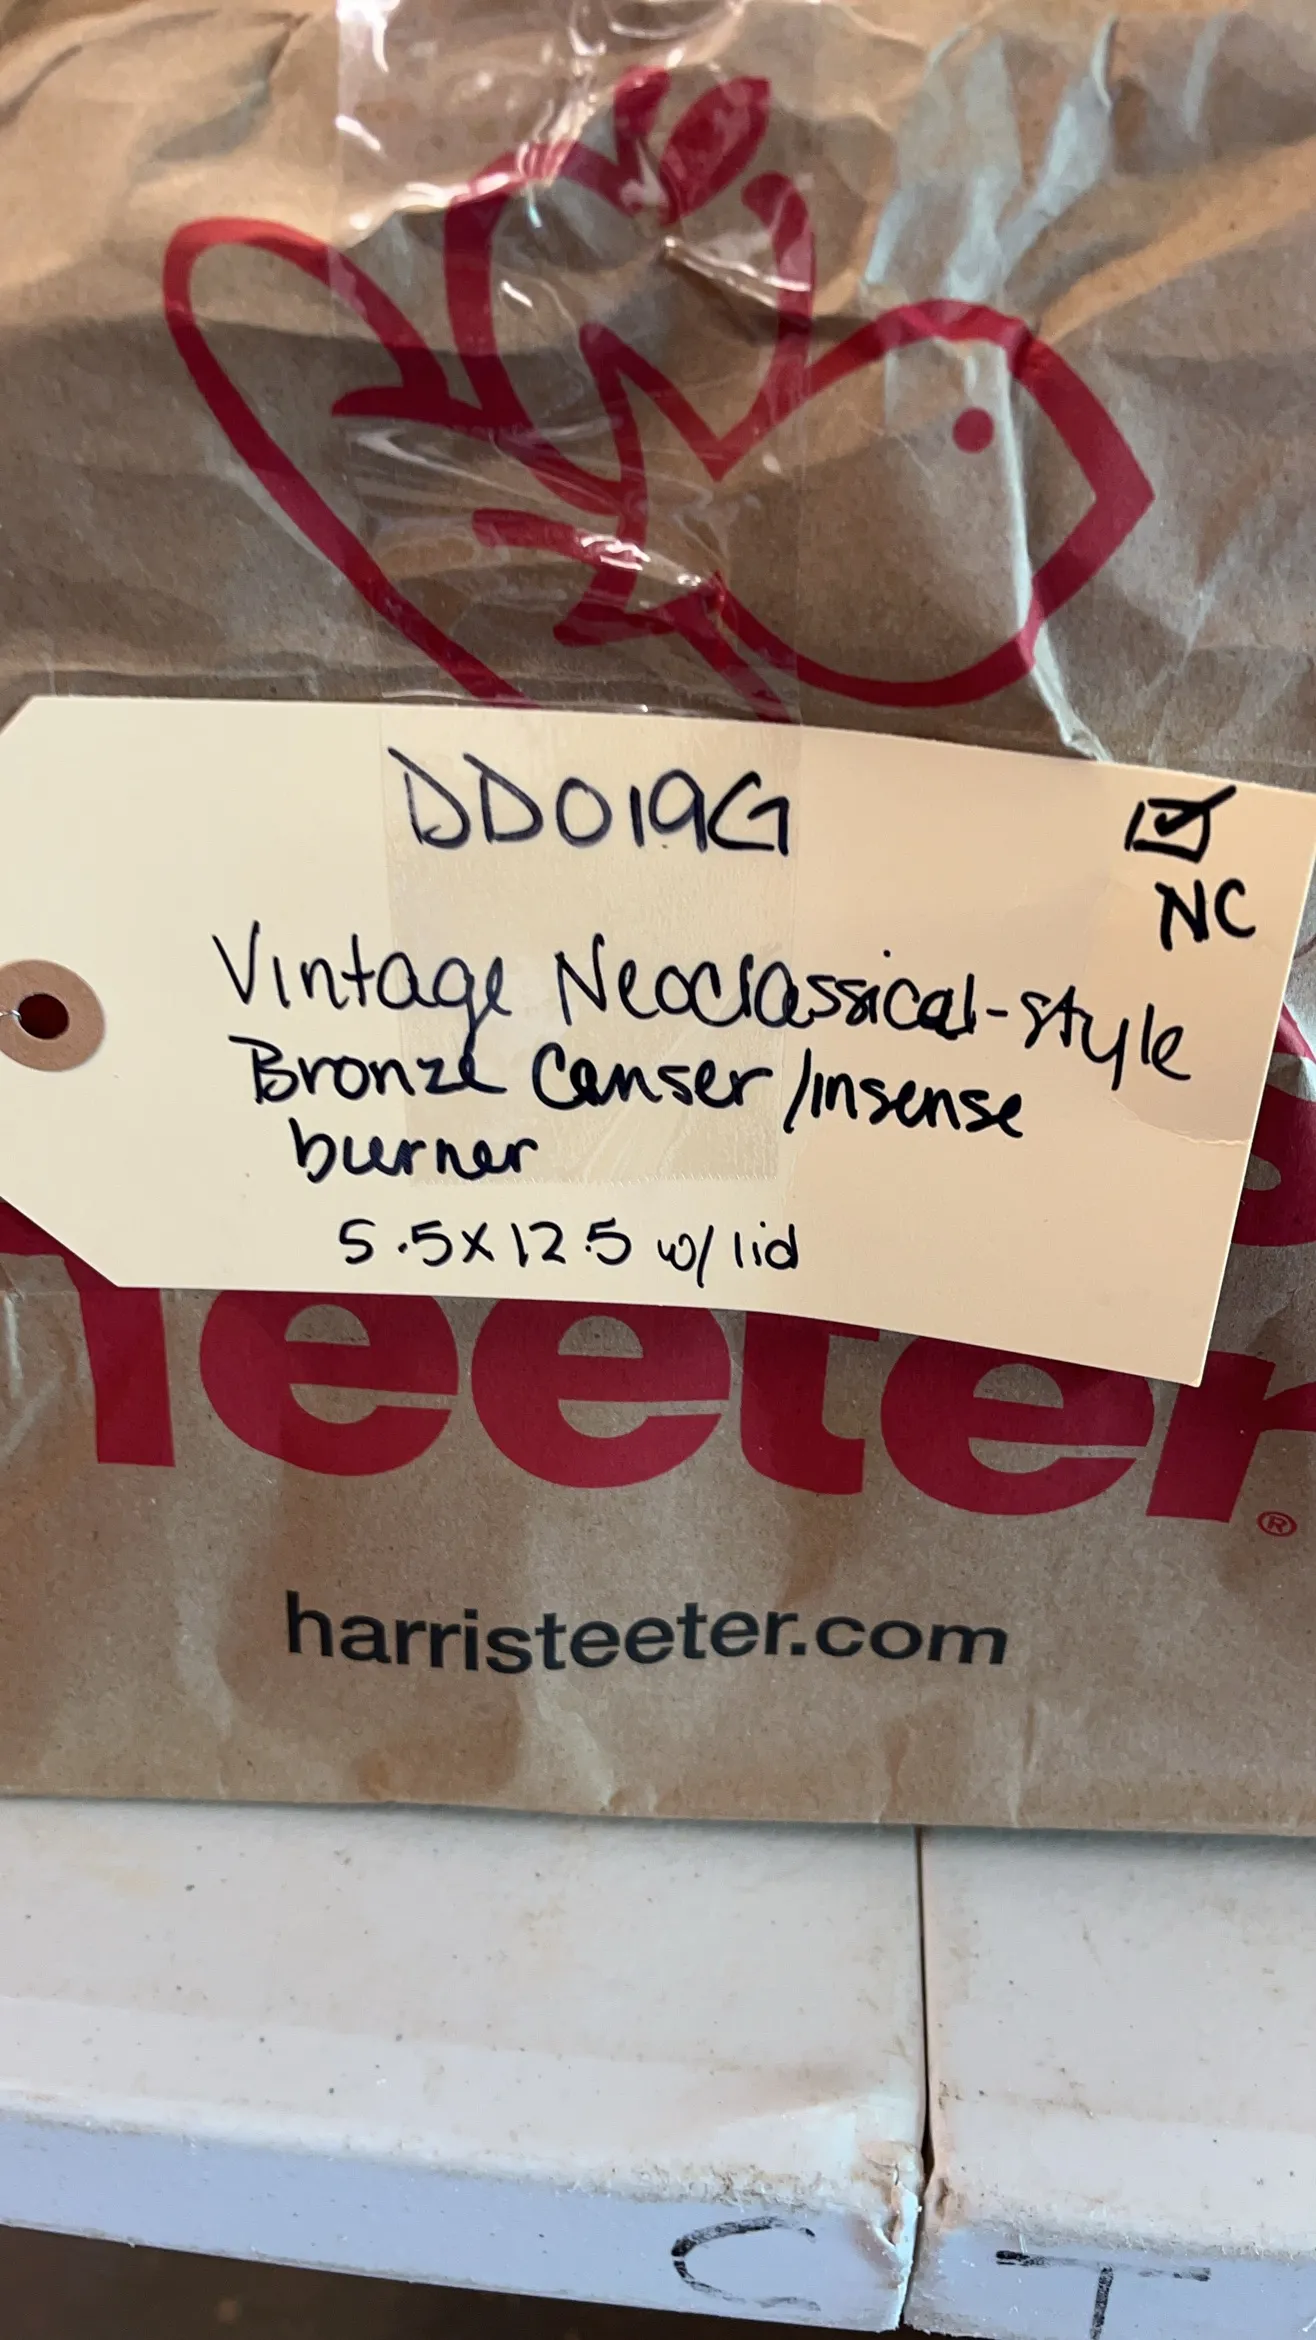 DD019G
☑
NC
Vintage Neoclassical-style
Bronze Censer/insense
burner
5.5x12.5 w/ lid
s
Teeter®
harristeeter.com
C T